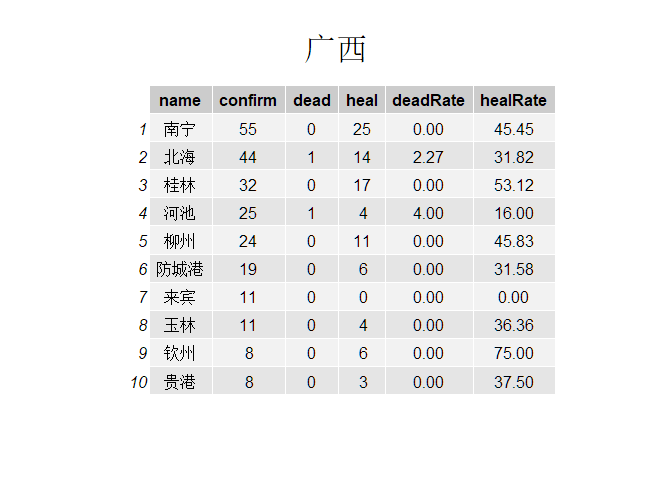 广西
name confirm dead heal deadRate healRate
1 南宁 55 0 25 0.00 45.45
2 北海 44 1 14 2.27 31.82
3 桂林 32 0 17 0.00 53.12
4 河池 25 1 4 4.00 16.00
5 柳州 24 0 11 0.00 45.83
6 防城港 19 0 6 0.00 31.58
7 来宾 11 0 0 0.00 0.00
8 玉林 11 0 4 0.00 36.36
9 钦州 8 0 6 0.00 75.00
10 贵港 8 0 3 0.00 37.50